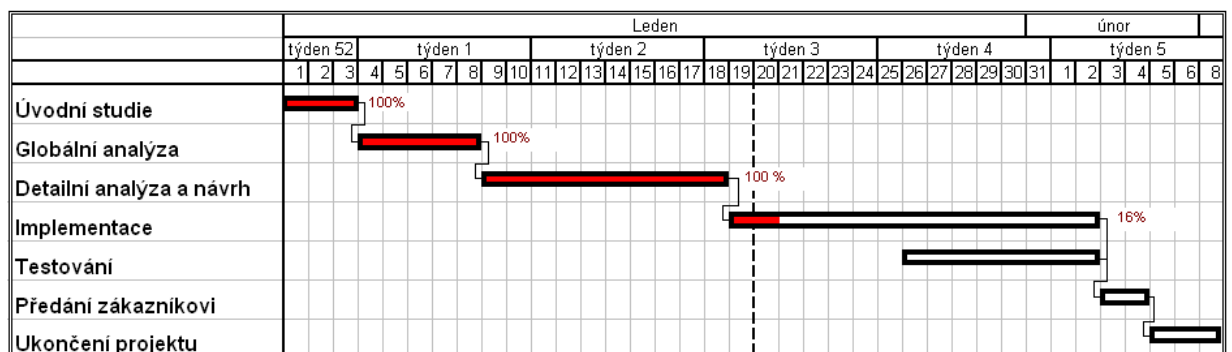 Leden únor
týden 52 týden 1 týden 2 týden 3 týden 4 týden 5
1 2 3 4 5 6 7 8 9 10 11 12 13 14 15 16 17 18 19 20 21 22 23 24 25 26 27 28 29 30 31 1 2 3 4 5 6 8
Úvodní studie 100%
Globální analýza 100%
Detailní analýza a návrh 100 %
Implementace 16%
Testování
Předání zákazníkovi
Ukončení projektu